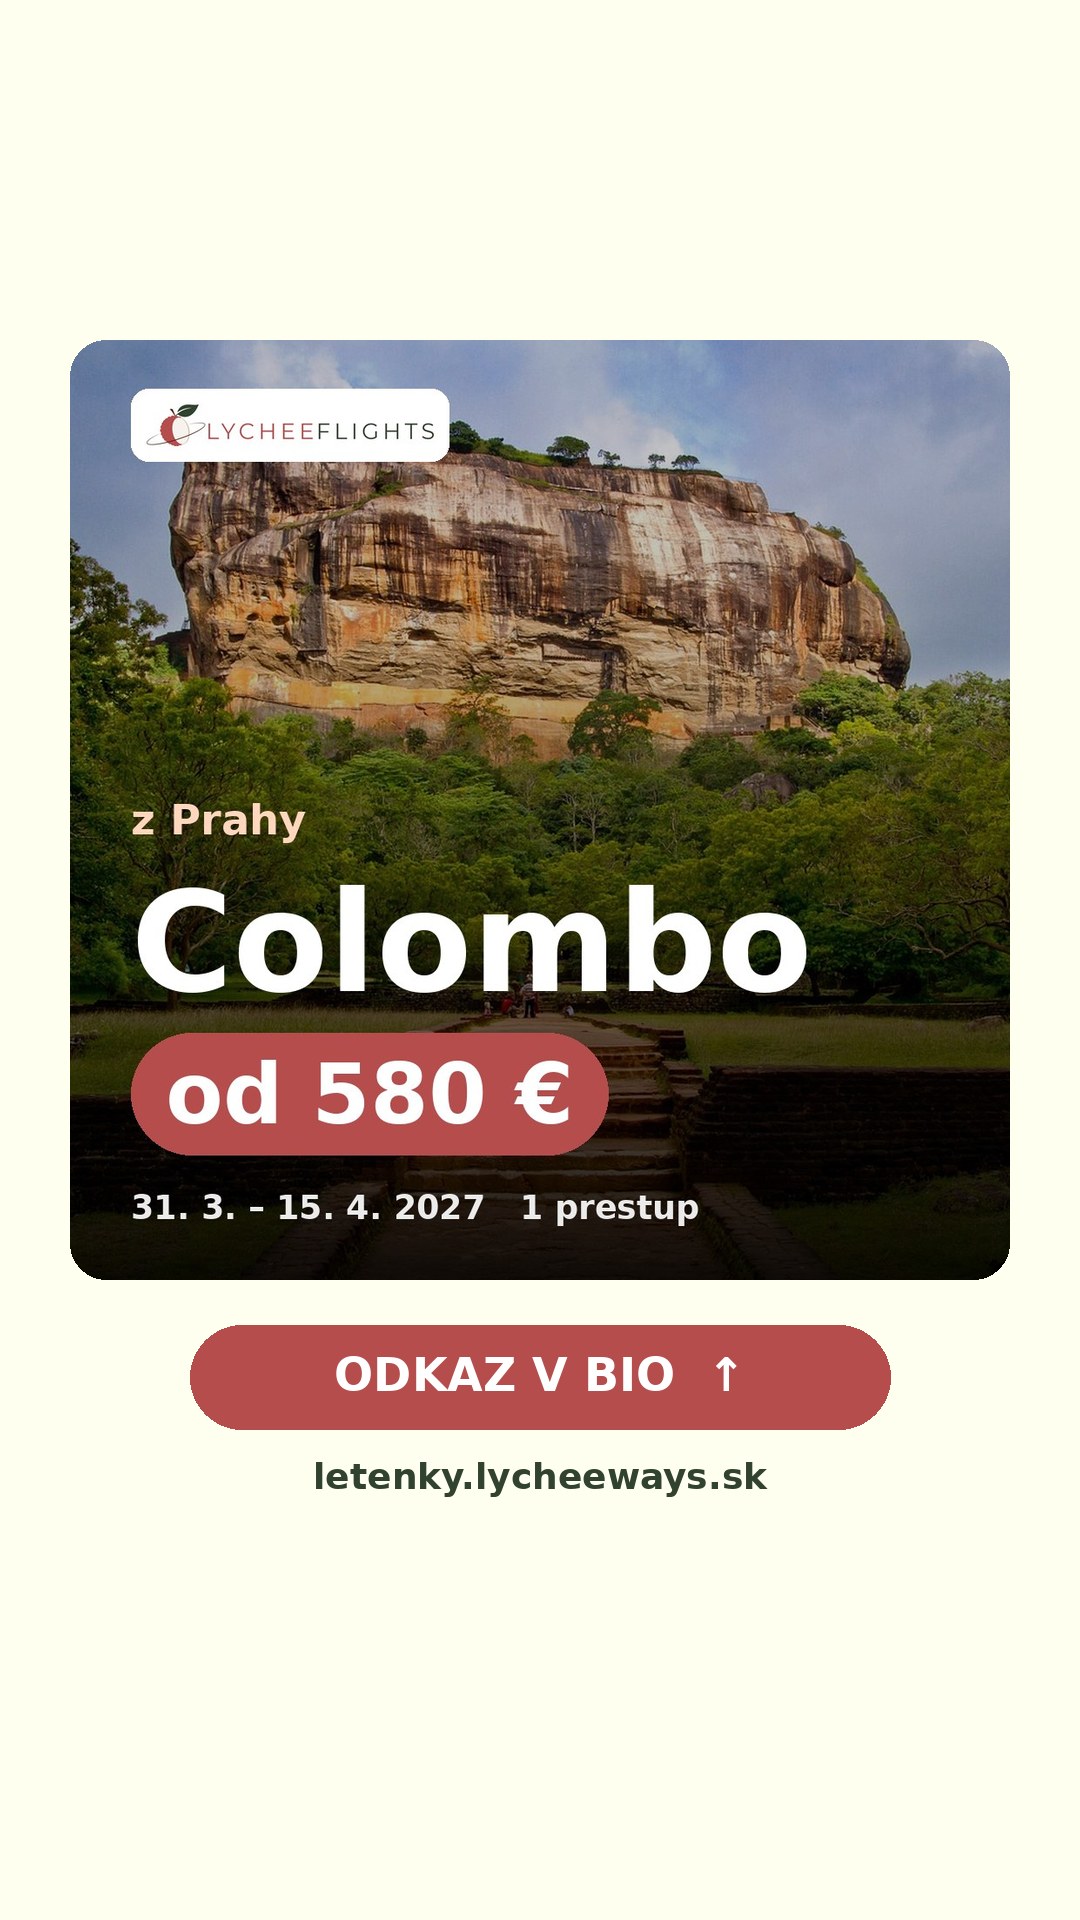 LYCHEEFLIGHTS
z Prahy
Colombo
od 580 €
31. 3. – 15. 4. 2027 1 prestup
ODKAZ V BIO ↑
letenky.lycheeways.sk